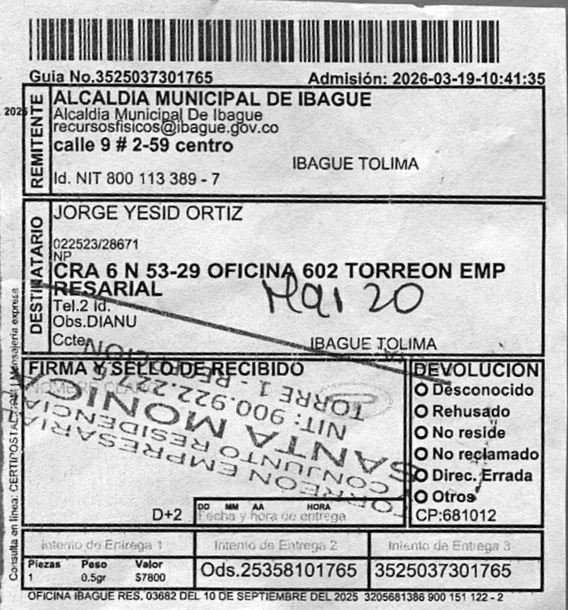 Guia No.3525037301765 Admisión: 2026-03-19-10:41:35
2025
REMITENTE
ALCALDIA MUNICIPAL DE IBAGUE
Alcaldia Municipal De Ibague
recursosfisicos@ibague.gov.co
calle 9 # 2-59 centro
IBAGUE TOLIMA
Id. NIT 800 113 389 - 7
DESTINATARIO
JORGE YESID ORTIZ
022523/28671
NP
CRA 6 N 53-29 OFICINA 602 TORREON EMP
RESARIAL
Mar 20
Tel.2 Id.
Obs.DIANU
Ccte.
IBAGUE TOLIMA
FIRMA Y SELLO DE RECIBIDO
TORREON EMPRESARIAL
CONJUNTO RESIDENCIAL
SANTA MONICA
NIT: 900.922.227
TORRE 1 - RECEPCIÓN
D+2
DD MM AA HORA
Fecha y hora de entrega
DEVOLUCION
Desconocido
Rehusado
No reside
No reclamado
Direc. Errada
Otros
CP:681012
Intento de Entrega 1 Intento de Entrega 2 Intento de Entrega 3
Piezas Peso Valor
1 0.5gr $7800
Ods.25358101765 3525037301765
OFICINA IBAGUE RES. 03682 DEL 10 DE SEPTIEMBRE DEL 2025 3205681386 900 151 122 - 2